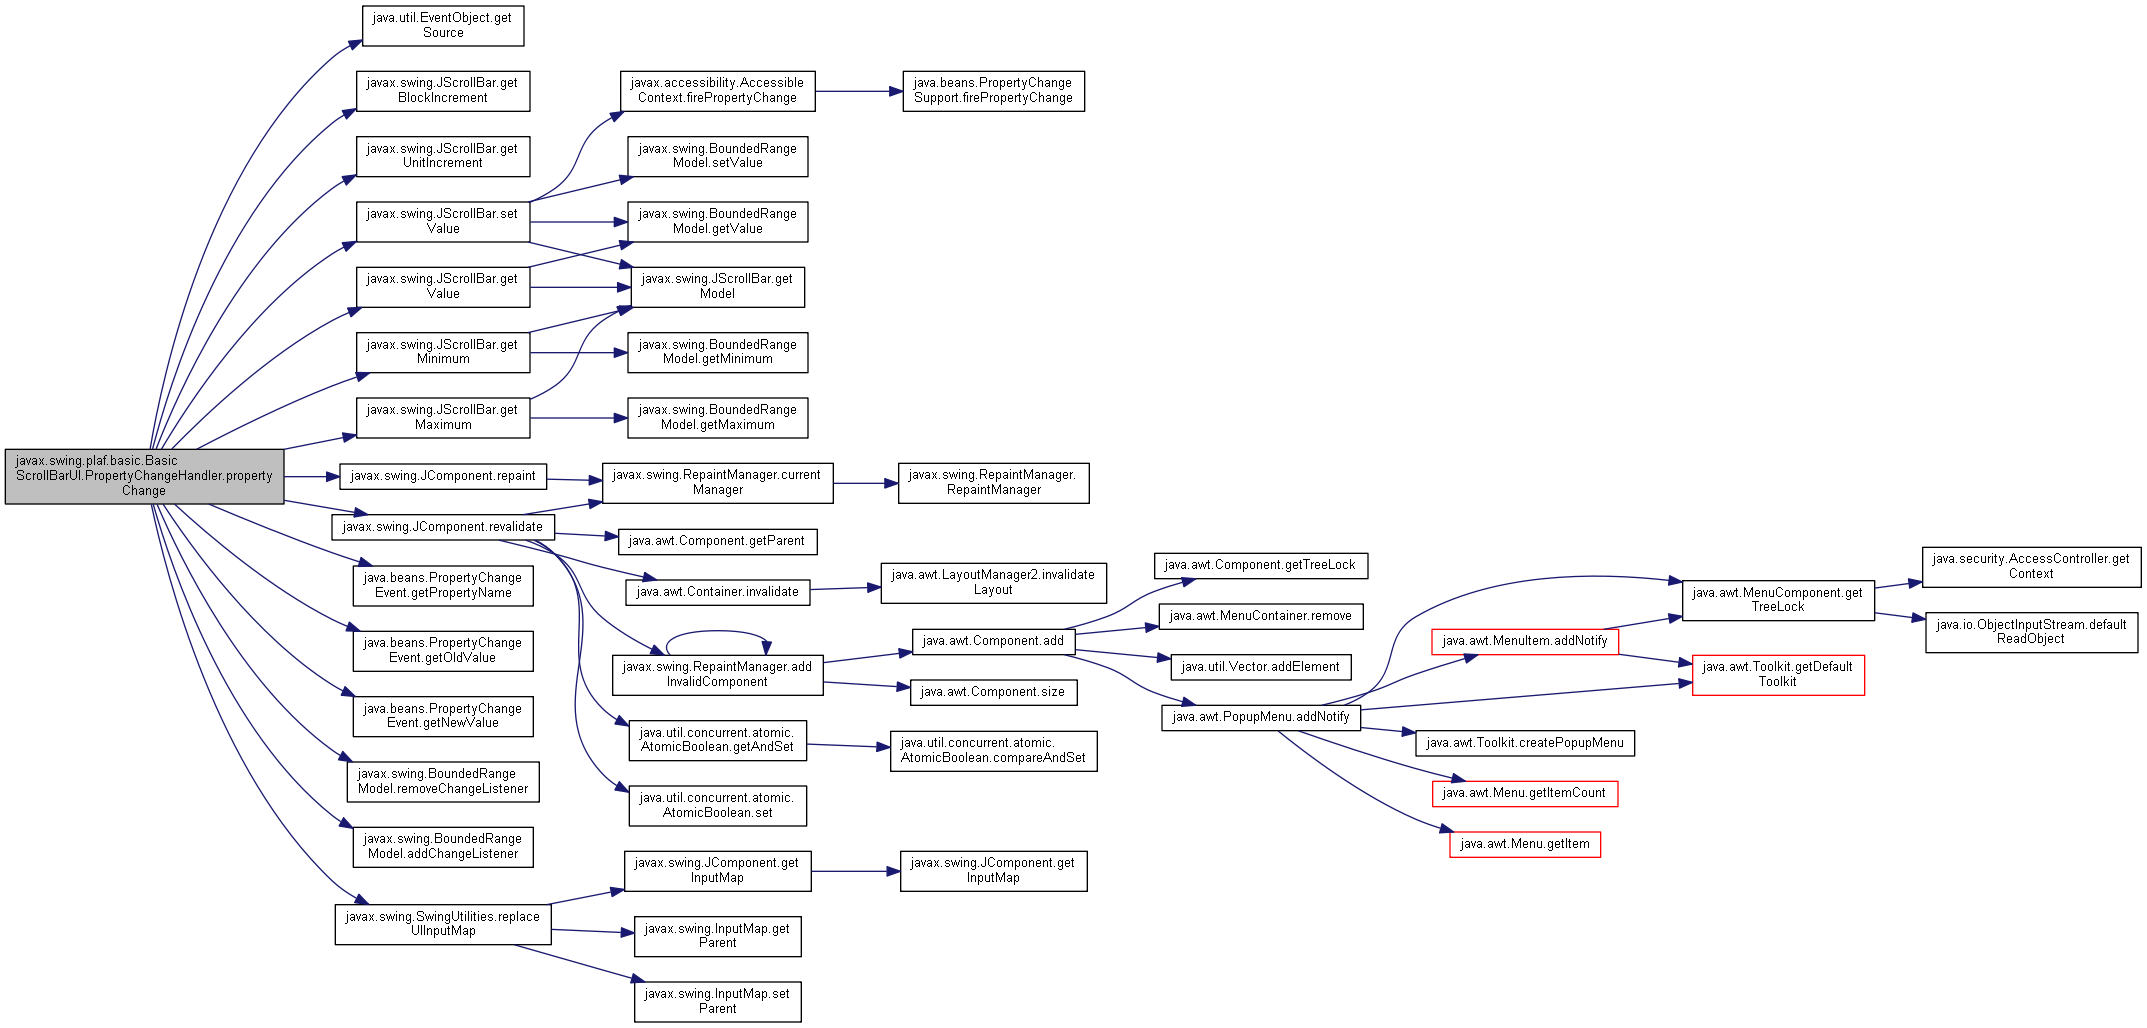 java.util.EventObject.get
Source
javax.swing.JScrollBar.get
BlockIncrement
javax.swing.JScrollBar.get
UnitIncrement
javax.swing.JScrollBar.set
Value
javax.swing.JScrollBar.get
Value
javax.swing.JScrollBar.get
Minimum
javax.swing.JScrollBar.get
Maximum
javax.swing.plaf.basic.Basic
ScrollBarUI.PropertyChangeHandler.property
Change
javax.swing.JComponent.repaint
javax.swing.JComponent.revalidate
java.beans.PropertyChange
Event.getPropertyName
java.beans.PropertyChange
Event.getOldValue
java.beans.PropertyChange
Event.getNewValue
javax.swing.BoundedRange
Model.removeChangeListener
javax.swing.BoundedRange
Model.addChangeListener
javax.swing.SwingUtilities.replace
UIInputMap
javax.accessibility.Accessible
Context.firePropertyChange
javax.swing.BoundedRange
Model.setValue
javax.swing.BoundedRange
Model.getValue
javax.swing.JScrollBar.get
Model
javax.swing.BoundedRange
Model.getMinimum
javax.swing.BoundedRange
Model.getMaximum
javax.swing.RepaintManager.current
Manager
java.awt.Component.getParent
java.awt.Container.invalidate
javax.swing.RepaintManager.add
InvalidComponent
java.util.concurrent.atomic.
AtomicBoolean.getAndSet
java.util.concurrent.atomic.
AtomicBoolean.set
javax.swing.JComponent.get
InputMap
javax.swing.InputMap.get
Parent
javax.swing.InputMap.set
Parent
java.beans.PropertyChange
Support.firePropertyChange
javax.swing.RepaintManager.
RepaintManager
java.awt.LayoutManager2.invalidate
Layout
java.awt.Component.add
java.awt.Component.size
java.util.concurrent.atomic.
AtomicBoolean.compareAndSet
javax.swing.JComponent.get
InputMap
java.awt.Component.getTreeLock
java.awt.MenuContainer.remove
java.util.Vector.addElement
java.awt.PopupMenu.addNotify
java.awt.MenuItem.addNotify
java.awt.Toolkit.createPopupMenu
java.awt.Menu.getItemCount
java.awt.Menu.getItem
java.awt.MenuComponent.get
TreeLock
java.awt.Toolkit.getDefault
Toolkit
java.security.AccessController.get
Context
java.io.ObjectInputStream.default
ReadObject